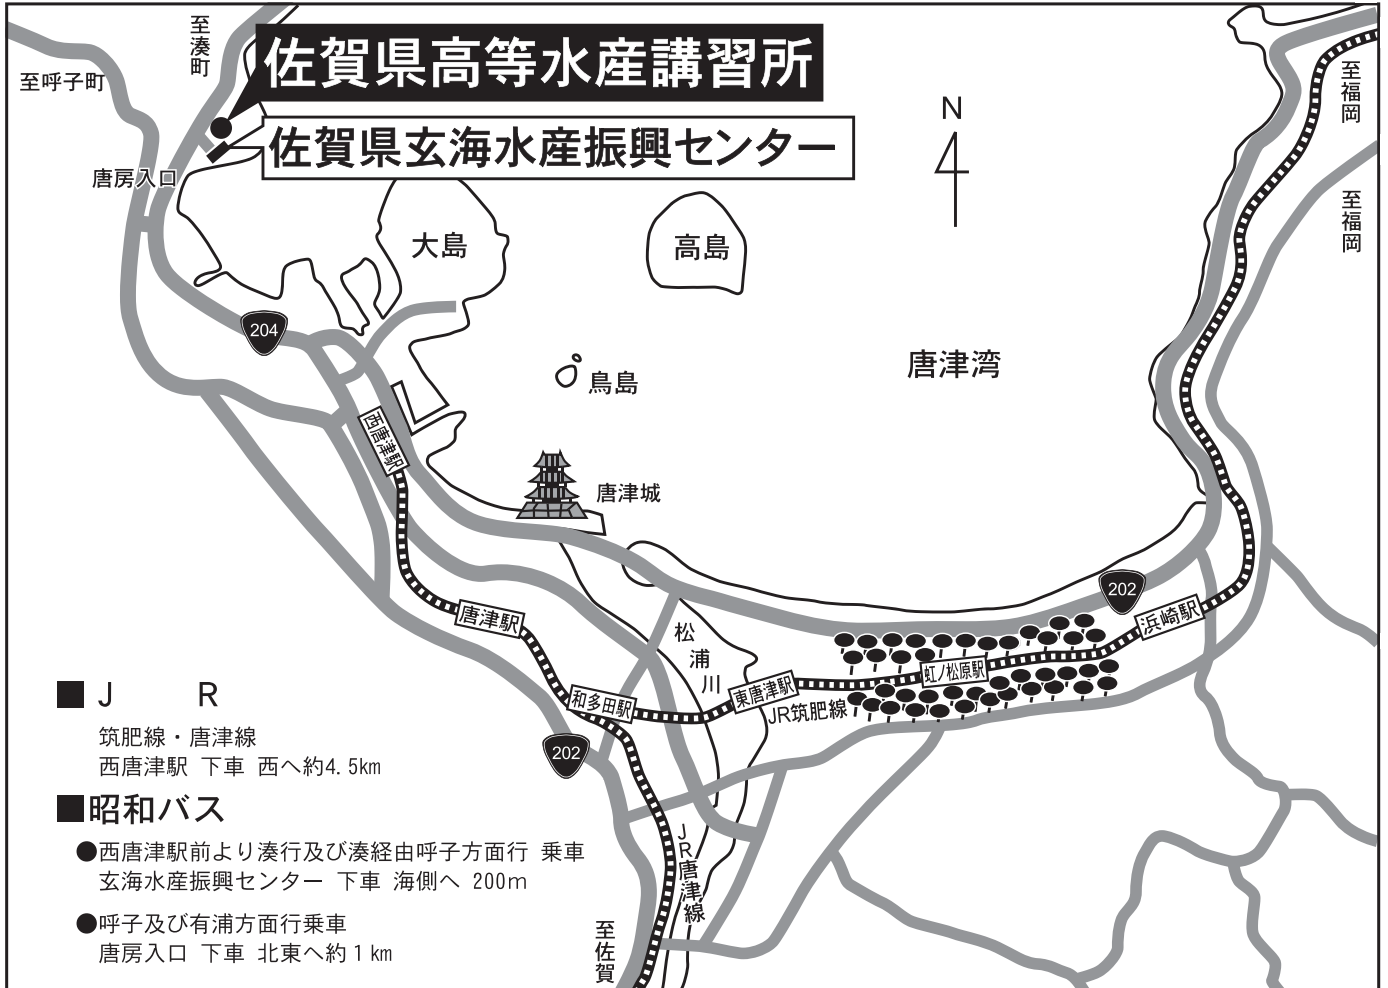 至湊町
佐賀県高等水産講習所
至呼子町
佐賀県玄海水産振興センター
唐房入口
N
至福岡
至福岡
大島
高島
204
鳥島
唐津湾
西唐津駅
唐津城
202
唐津駅
浜崎駅
松浦川
虹ノ松原駅
東唐津駅
和多田駅
JR筑肥線
202
JR唐津線
至佐賀
■J R
筑肥線・唐津線
西唐津駅 下車 西へ約4.5km
■昭和バス
●西唐津駅前より湊行及び湊経由呼子方面行 乗車
玄海水産振興センター 下車 海側へ 200m
●呼子及び有浦方面行乗車
唐房入口 下車 北東へ約1km